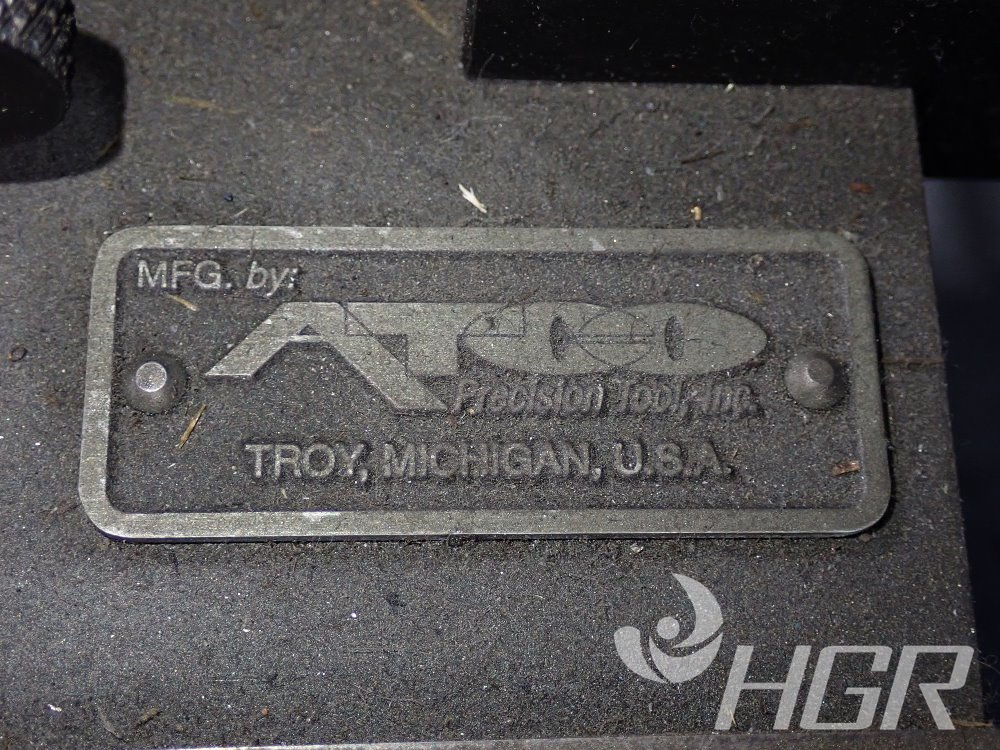 MFG. by:
ATCO
Precision Tool, Inc.
TROY, MICHIGAN, U.S.A.
HGR